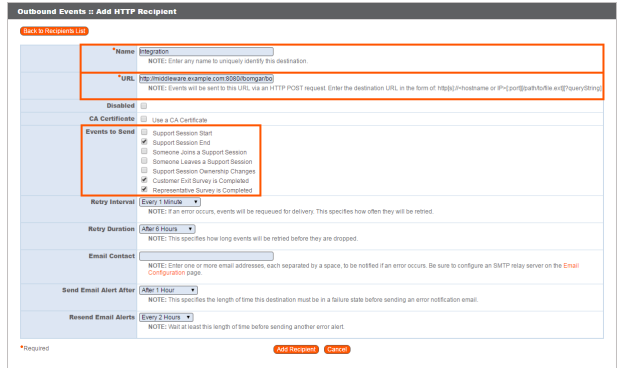 Outbound Events :: Add HTTP Recipient
Back to Recipients List
*Name Integration
NOTE: Enter any name to uniquely identify this destination.
*URL http://middleware.example.com:8080/bomgar/bo
NOTE: Events will be sent to this URL via an HTTP POST request. Enter the destination URL in the form of: http[s]://<hostname or IP>[:port][/path/to/file.ext][?queryString]
Disabled
CA Certificate Use a CA Certificate
Events to Send Support Session Start
Support Session End
Someone Joins a Support Session
Someone Leaves a Support Session
Support Session Ownership Changes
Customer Exit Survey is Completed
Representative Survey is Completed
Retry Interval Every 1 Minute
NOTE: If an error occurs, events will be requeued for delivery. This specifies how often they will be retried.
Retry Duration After 6 Hours
NOTE: This specifies how long events will be retried before they are dropped.
Email Contact
NOTE: Enter one or more email addresses, each separated by a space, to be notified if an error occurs. Be sure to configure an SMTP relay server on the Email
Configuration page.
Send Email Alert After After 1 Hour
NOTE: This specifies the length of time this destination must be in a failure state before sending an error notification email.
Resend Email Alerts Every 2 Hours
NOTE: Wait at least this length of time before sending another error alert.
*Required
Add Recipient Cancel